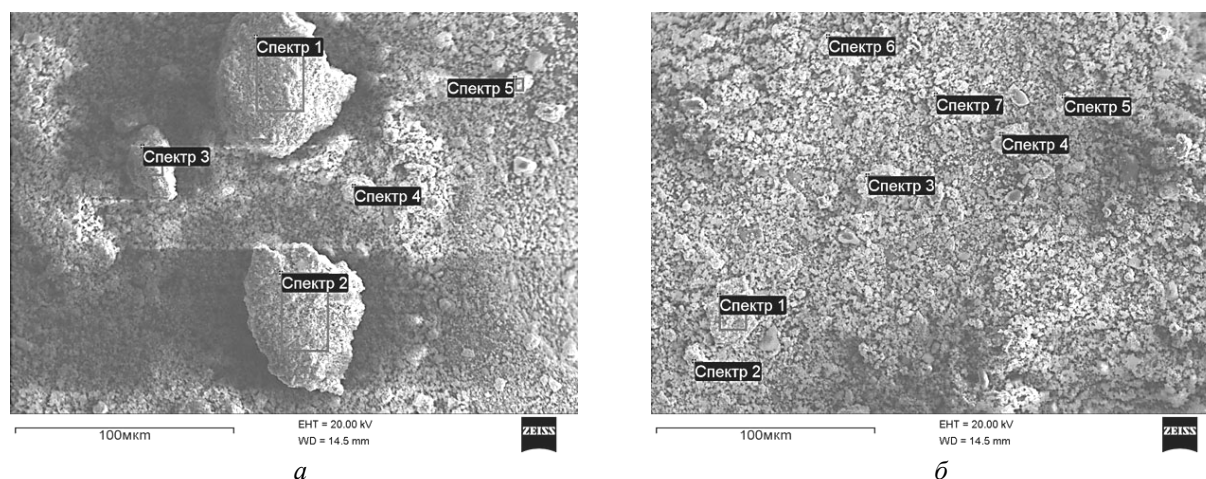 Спектр 1
Спектр 5
Спектр 3
Спектр 4
Спектр 2
100мкm
EHT = 20.00 kV
WD = 14.5 mm
ZEISS
а
Спектр 6
Спектр 7
Спектр 5
Спектр 4
Спектр 3
Спектр 1
Спектр 2
100мкm
EHT = 20.00 kV
WD = 14.5 mm
ZEISS
б